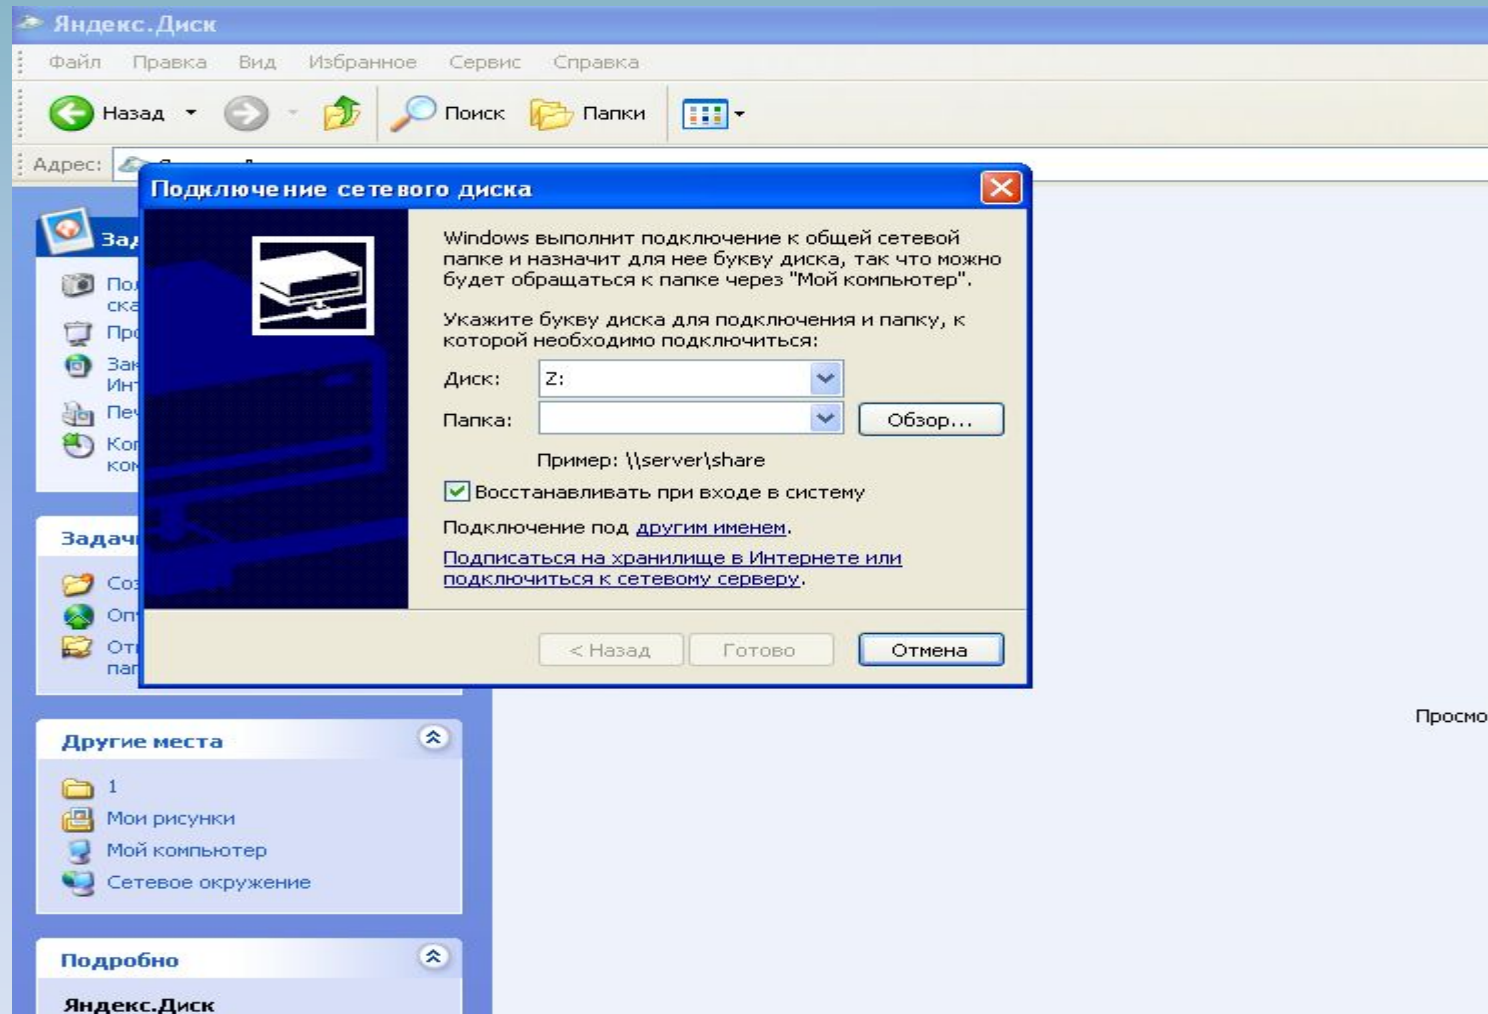 Яндекс.Диск
Файл Правка Вид Избранное Сервис Справка
Назад Поиск Папки
Адрес:
Подключение сетевого диска
Windows выполнит подключение к общей сетевой
папке и назначит для нее букву диска, так что можно
будет обращаться к папке через "Мой компьютер".
Укажите букву диска для подключения и папку, к
которой необходимо подключиться:
Диск: Z:
Папка: Обзор...
Пример: \\server\share
Восстанавливать при входе в систему
Подключение под другим именем.
Подписаться на хранилище в Интернете или
подключиться к сетевому серверу.
< Назад Готово Отмена
Другие места
1
Мои рисунки
Мой компьютер
Сетевое окружение
Подробно
Яндекс.Диск